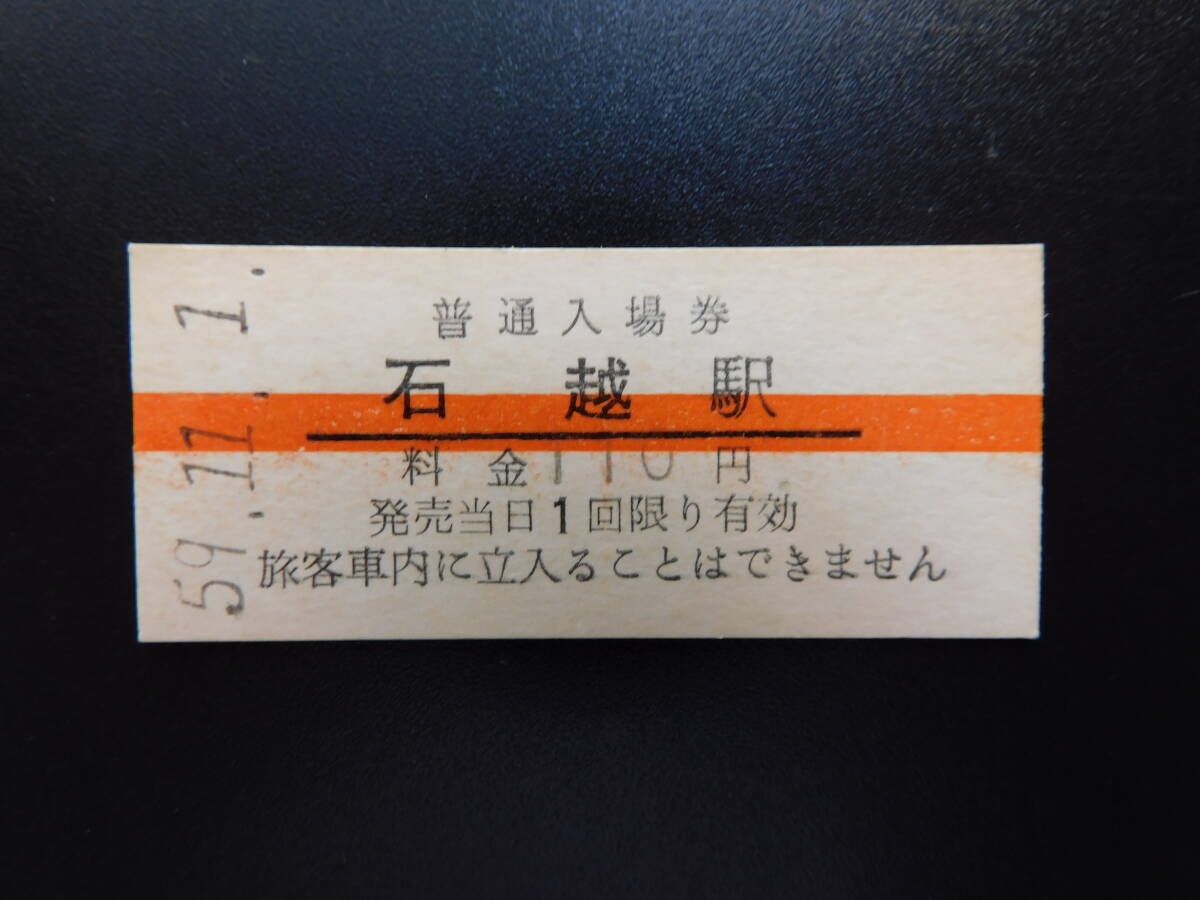 普通入場券
石越駅
料金110円
発売当日1回限り有効
旅客車内に立入ることはできません
59.11.-1.